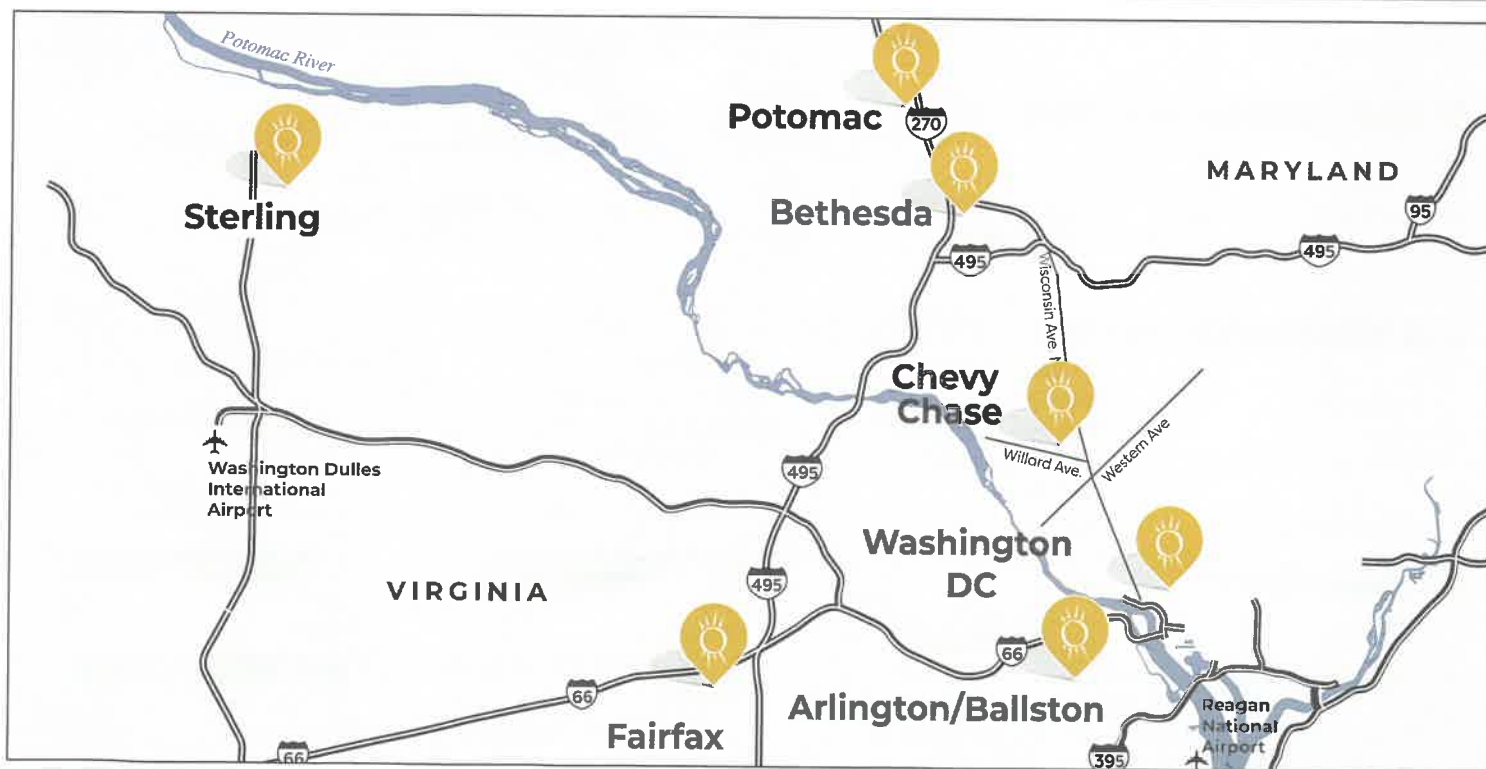 Potomac River
Potomac
270
MARYLAND
Sterling
Bethesda
95
495
495
Wisconsin Ave.
Chevy
Chase
Willard Ave.
Western Ave
Washington Dulles
International
Airport
495
Washington
DC
VIRGINIA
495
66
66
Arlington/Ballston
Fairfax
Reagan
National
Airport
66
395